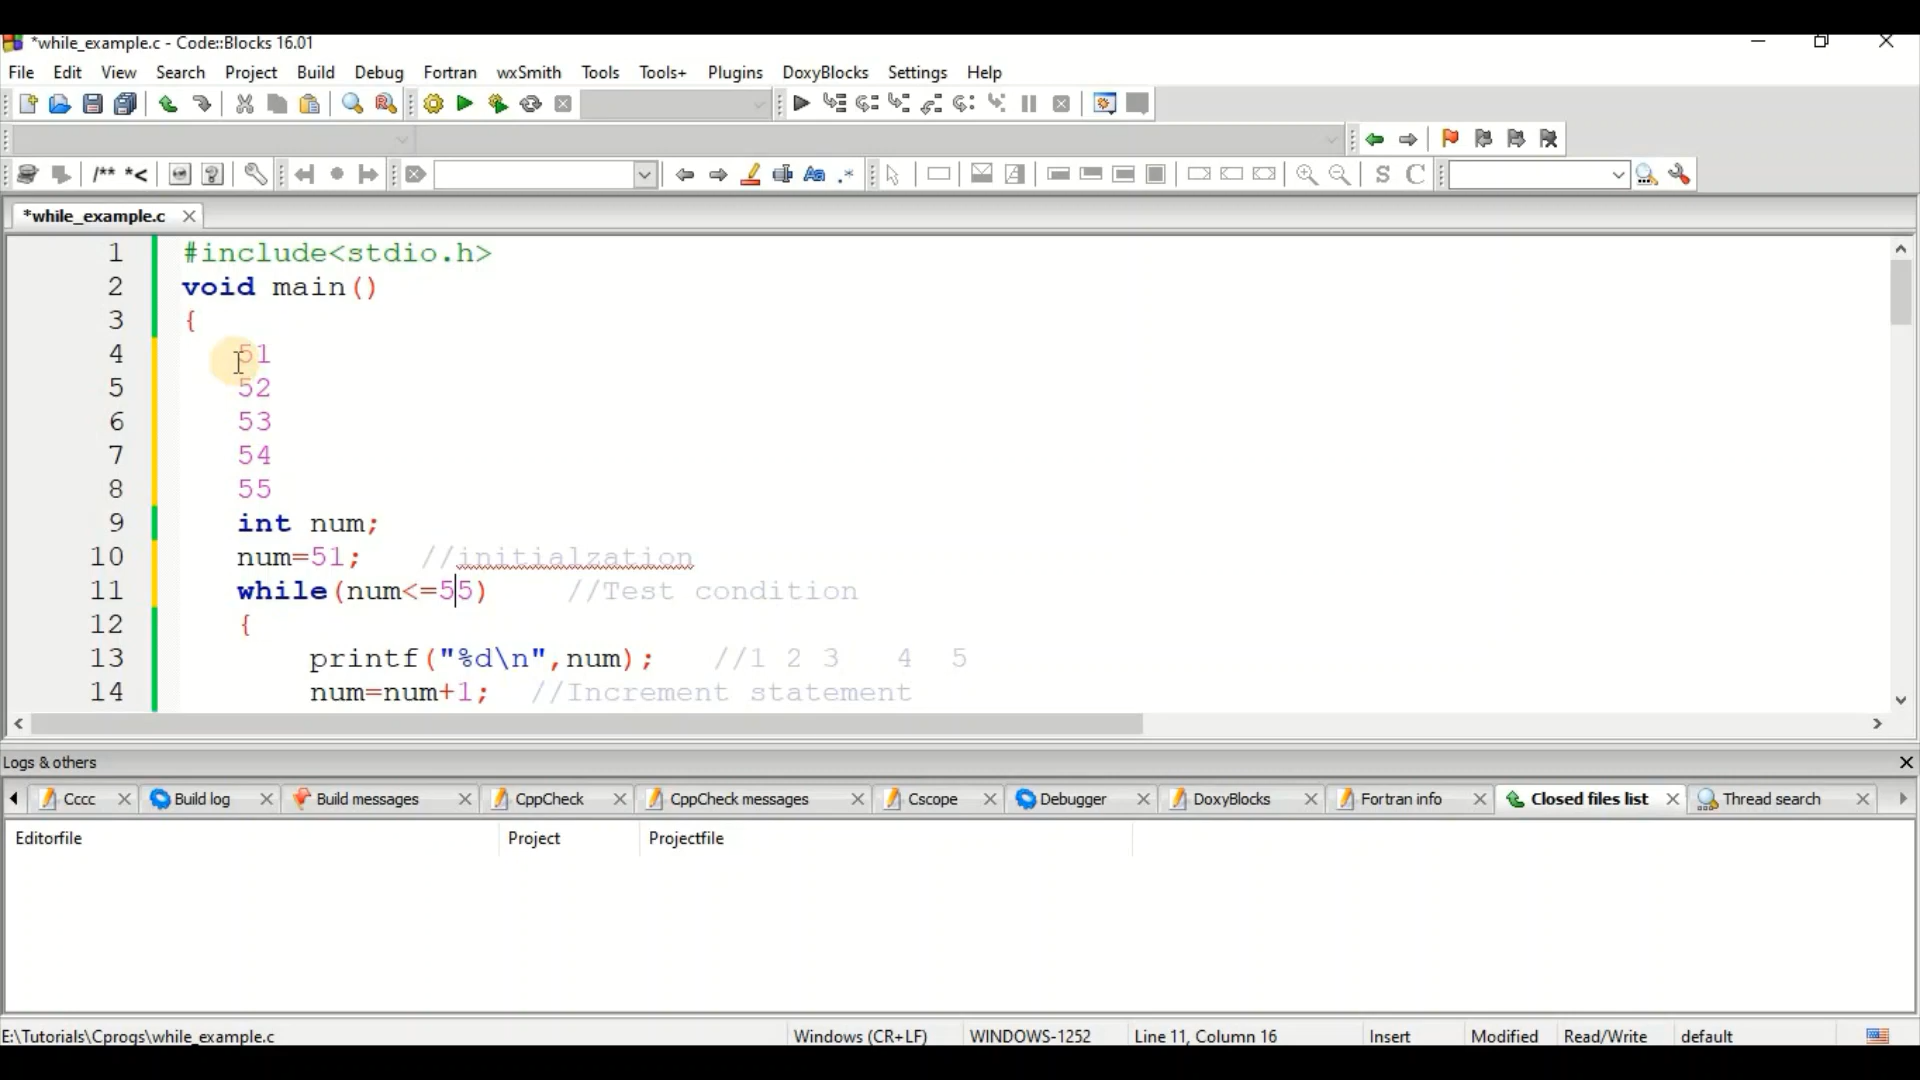 *while_example.c - Code::Blocks 16.01
File Edit View Search Project Build Debug Fortran wxSmith Tools Tools+ Plugins DoxyBlocks Settings Help
/** *<
S C
*while_example.c
1 #include<stdio.h>
2 void main()
3 {
4 51
5 52
6 53
7 54
8 55
9 int num;
10 num=51; //initialzation
11 while(num<=55) //Test condition
12 {
13 printf("%d\n",num); //1 2 3 4 5
14 num=num+1; //Increment statement
Logs & others
Cccc Build log Build messages CppCheck CppCheck messages Cscope Debugger DoxyBlocks Fortran info Closed files list Thread search
Editorfile Project Projectfile
E:\Tutorials\Cprogs\while_example.c Windows (CR+LF) WINDOWS-1252 Line 11, Column 16 Insert Modified Read/Write default